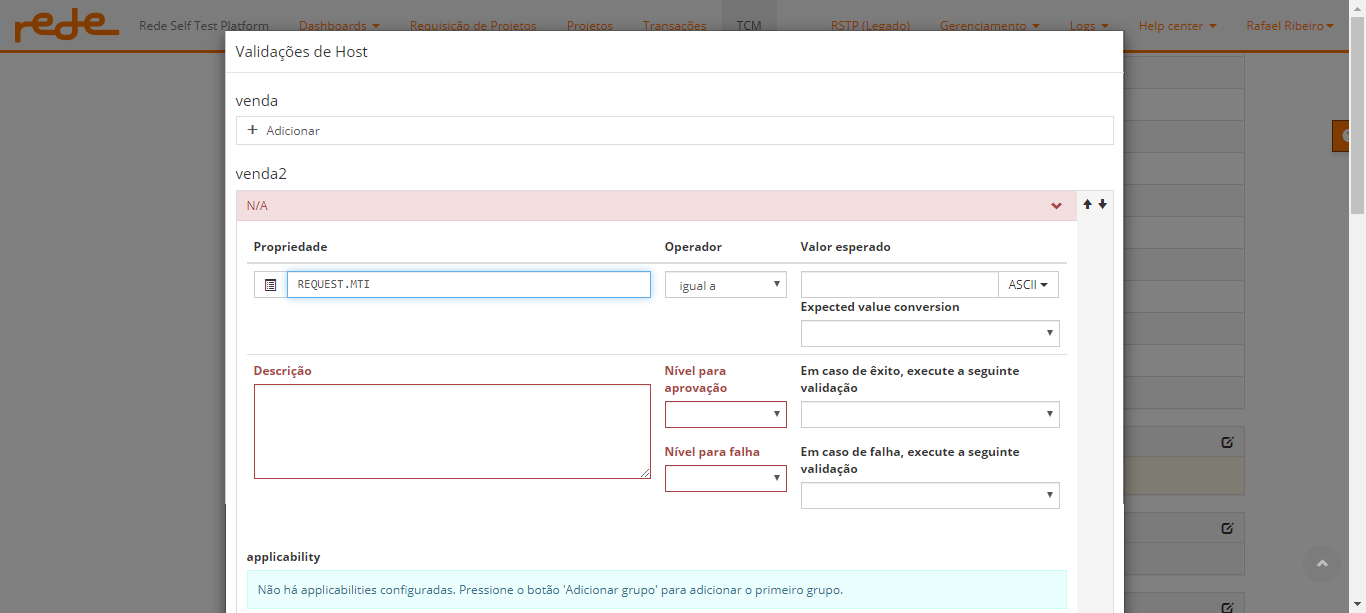 rede Rede Self Test Platform Dashboards Requisição de Projetos Projetos Transações TCM RSTP (Legado) Gerenciamento Logs Help center Rafael Ribeiro
Validações de Host
venda
+ Adicionar
venda2
N/A
Propriedade Operador Valor esperado
REQUEST.MTI igual a ASCII
Expected value conversion
Descrição Nível para aprovação Em caso de êxito, execute a seguinte validação
Nível para falha Em caso de falha, execute a seguinte validação
applicability
Não há applicabilities configuradas. Pressione o botão 'Adicionar grupo' para adicionar o primeiro grupo.